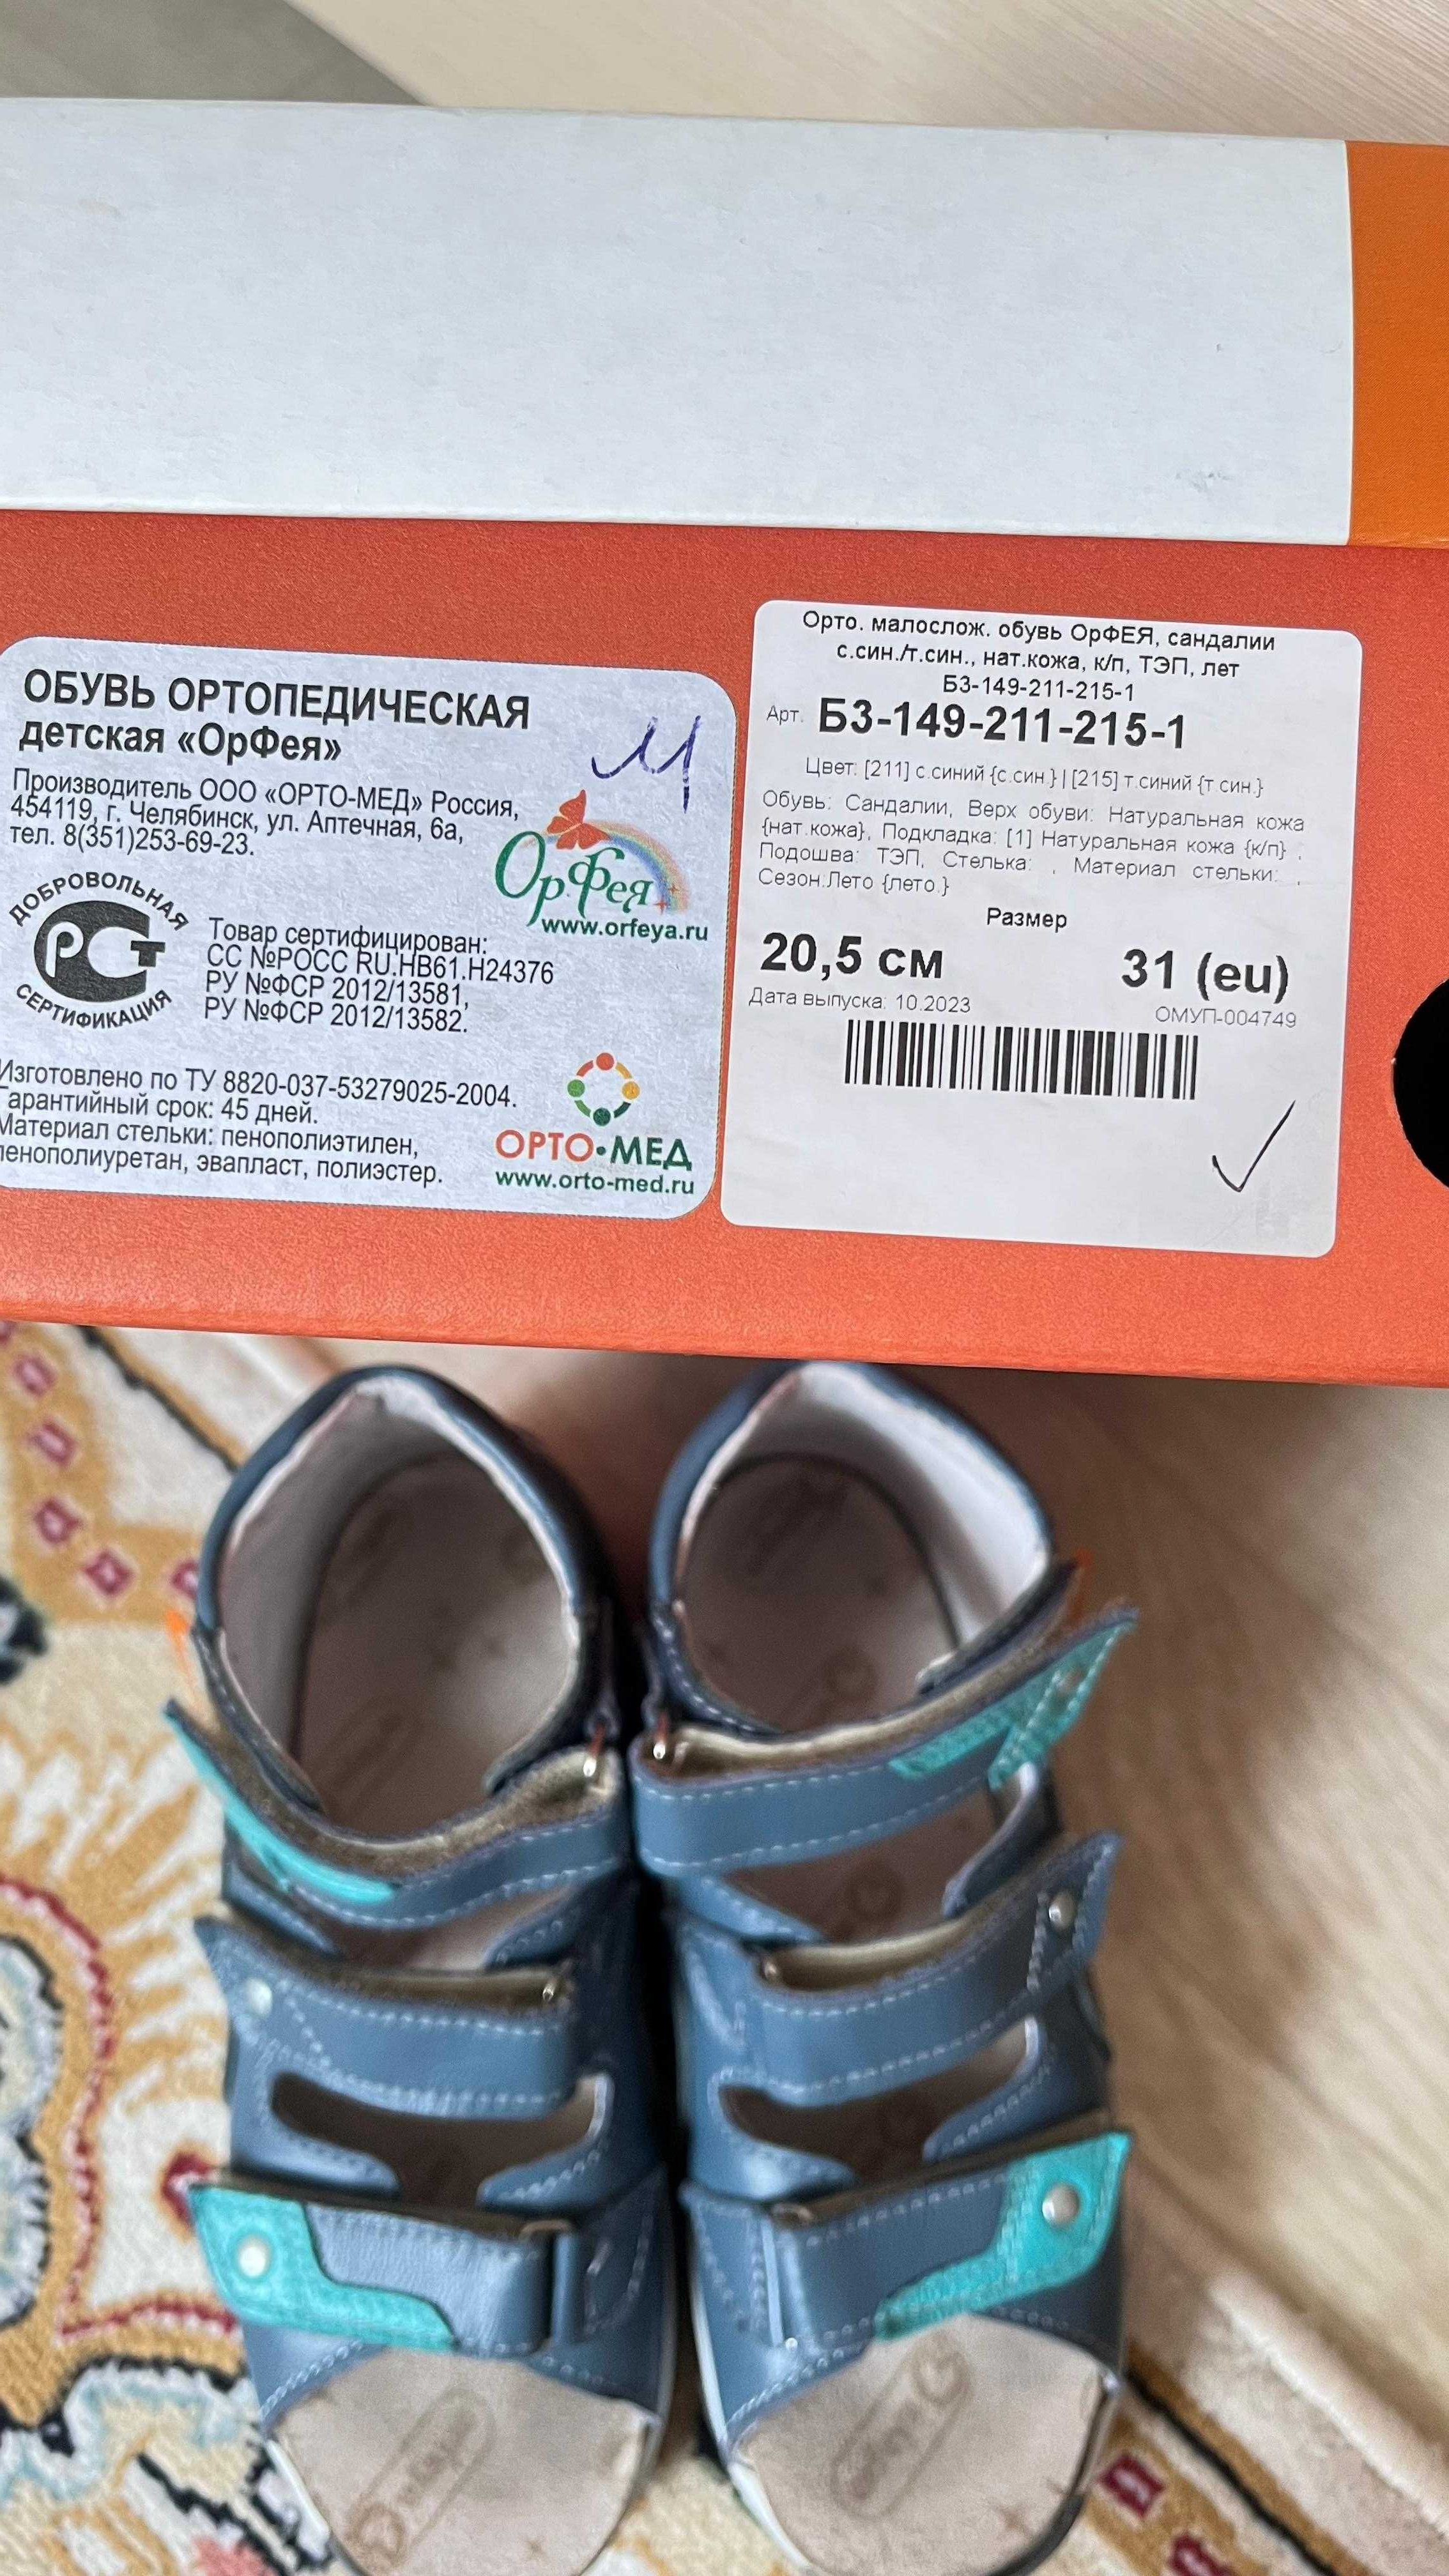 ОБУВЬ ОРТОПЕДИЧЕСКАЯ
детская «ОрФея»
М
Производитель ООО «ОРТО-МЕД» Россия,
454119, г. Челябинск, ул. Аптечная, 6а,
тел. 8(351)253-69-23.
ОрФея
www.orfeya.ru
ДОБРОВОЛЬНАЯ
РСТ
СЕРТИФИКАЦИЯ
Товар сертифицирован:
СС №РОСС RU.НВ61.Н24376
РУ №ФСР 2012/13581,
РУ №ФСР 2012/13582.
Изготовлено по ТУ 8820-037-53279025-2004.
Гарантийный срок: 45 дней.
Материал стельки: пенополиэтилен,
пенополиуретан, эвапласт, полиэстер.
ОРТО•МЕД
www.orto-med.ru
Орто. малослож. обувь ОрФЕЯ, сандалии
с.син./т.син., нат.кожа, к/п, ТЭП, лет
Б3-149-211-215-1
Арт. Б3-149-211-215-1
Цвет: [211] с.синий {с.син.} | [215] т.синий {т.син.}
Обувь: Сандалии, Верх обуви: Натуральная кожа
{нат.кожа}, Подкладка: [1] Натуральная кожа {к/п} ,
Подошва: ТЭП, Стелька: , Материал стельки: ,
Сезон:Лето {лето.}
Размер
20,5 см 31 (eu)
Дата выпуска: 10.2023
ОМУП-004749